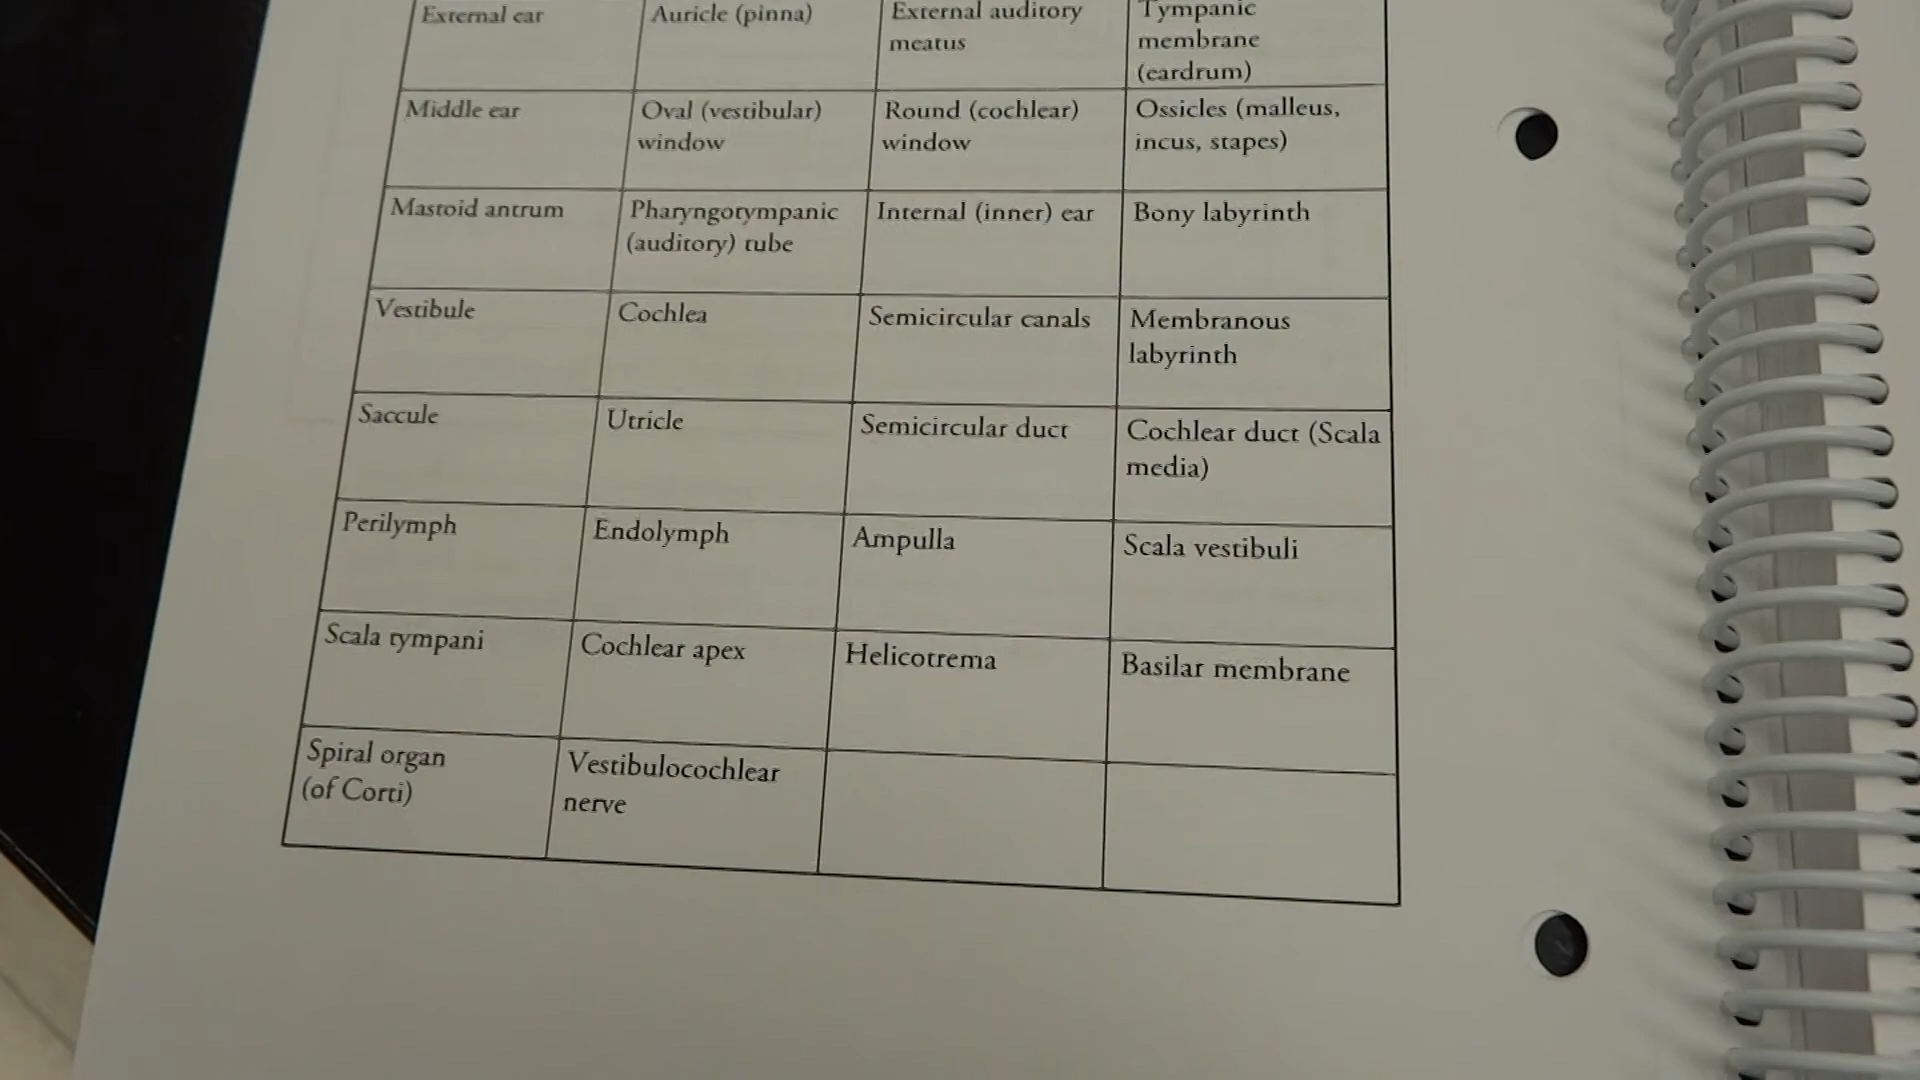 External ear
Auricle (pinna)
External auditory
meatus
Tympanic
membrane
(eardrum)
Middle ear
Oval (vestibular)
window
Round (cochlear)
window
Ossicles (malleus,
incus, stapes)
Mastoid antrum
Pharyngotympanic
(auditory) tube
Internal (inner) ear
Bony labyrinth
Vestibule
Cochlea
Semicircular canals
Membranous
labyrinth
Saccule
Utricle
Semicircular duct
Cochlear duct (Scala
media)
Perilymph
Endolymph
Ampulla
Scala vestibuli
Scala tympani
Cochlear apex
Helicotrema
Basilar membrane
Spiral organ
(of Corti)
Vestibulocochlear
nerve